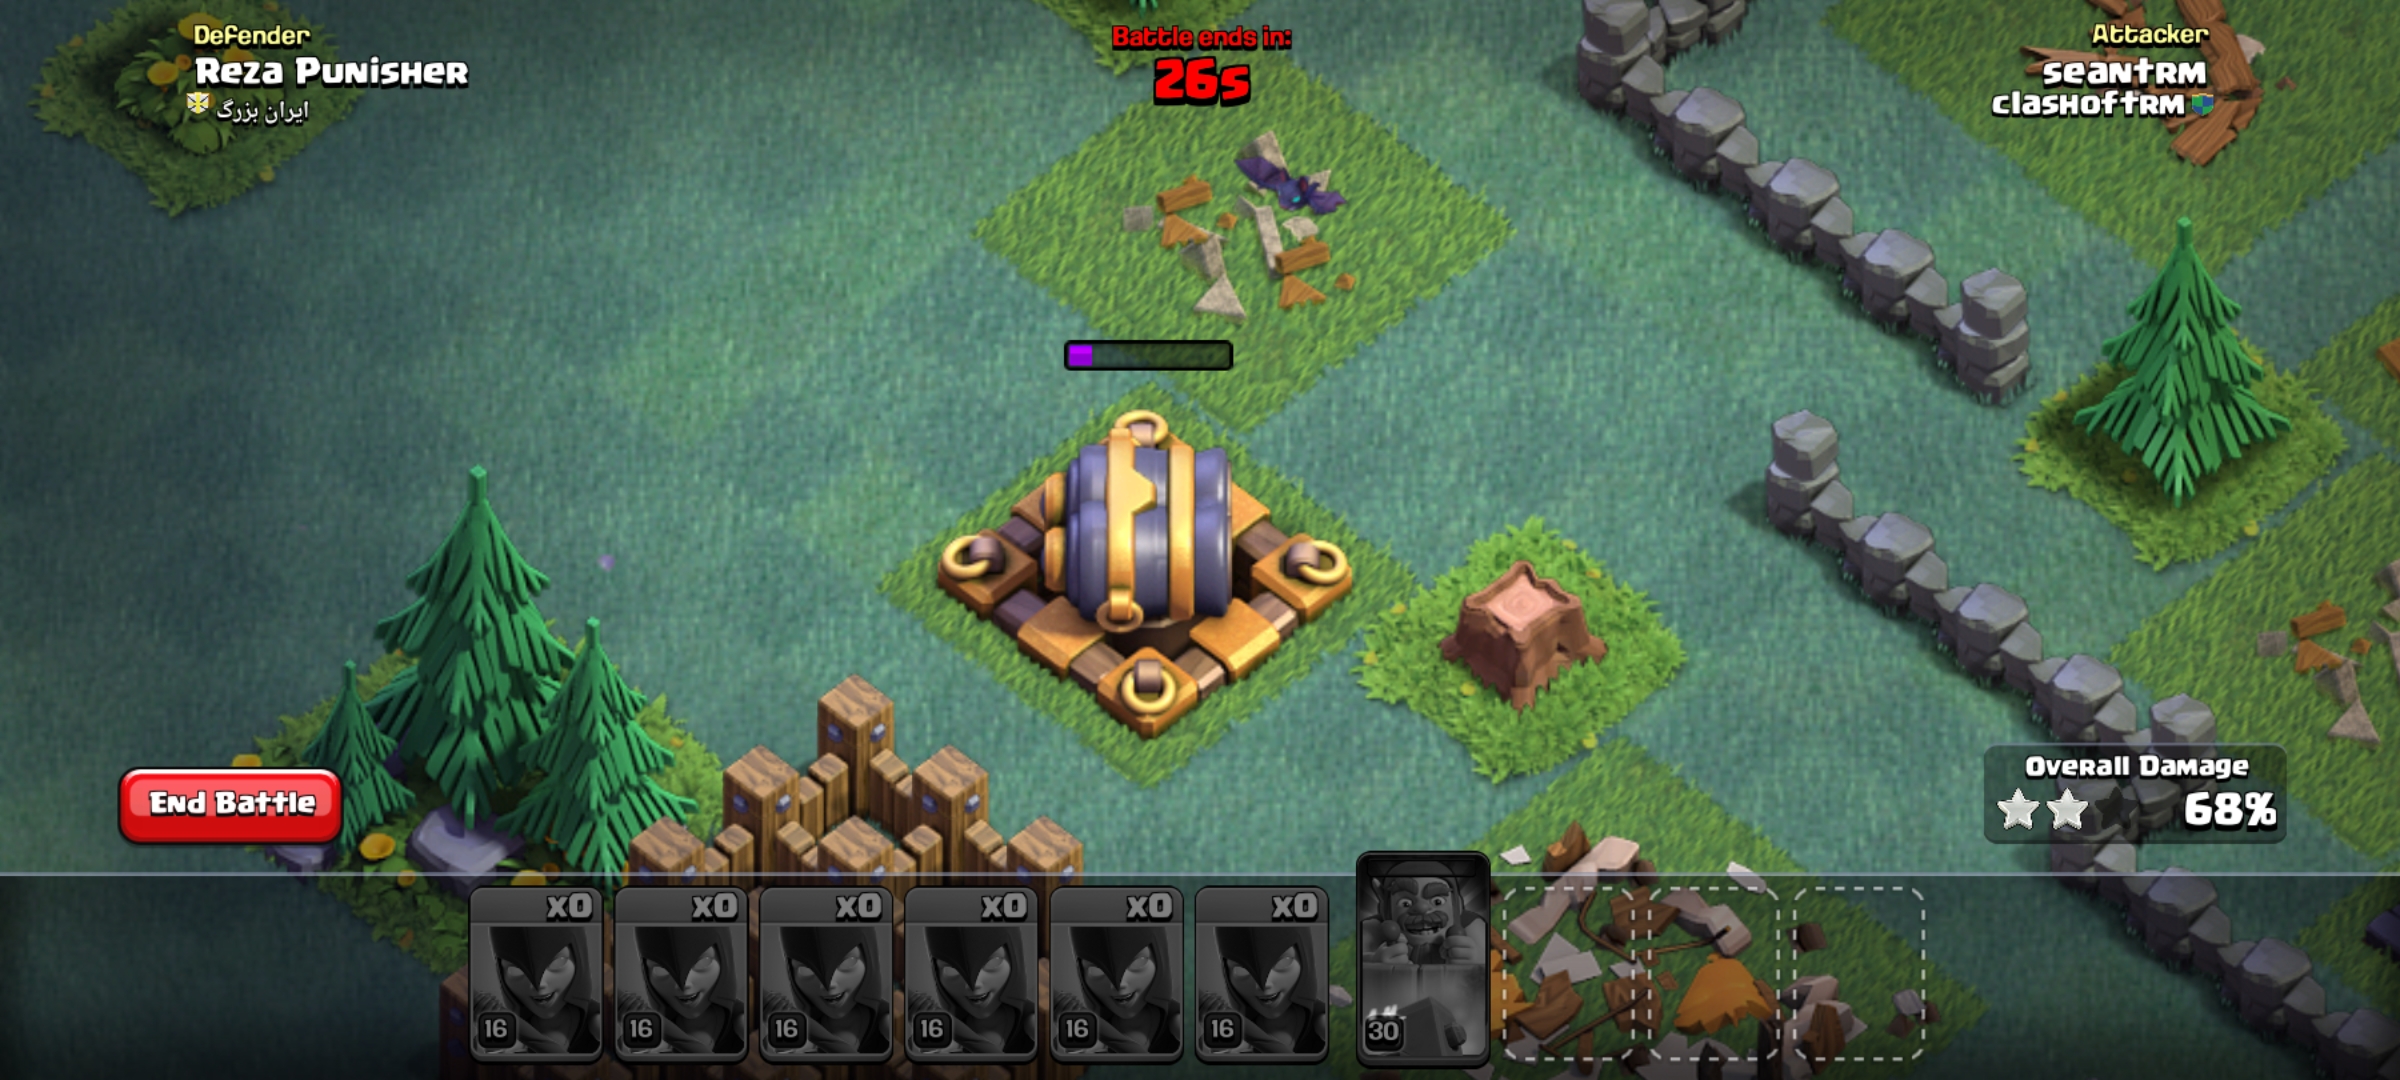 Defender
Reza Punisher
ایران بزرگ
Battle ends in:
26s
Attacker
seantRM
clashoftRM
End Battle
Overall Damage
68%
x0
x0
x0
x0
x0
x0
16
16
16
16
16
16
30